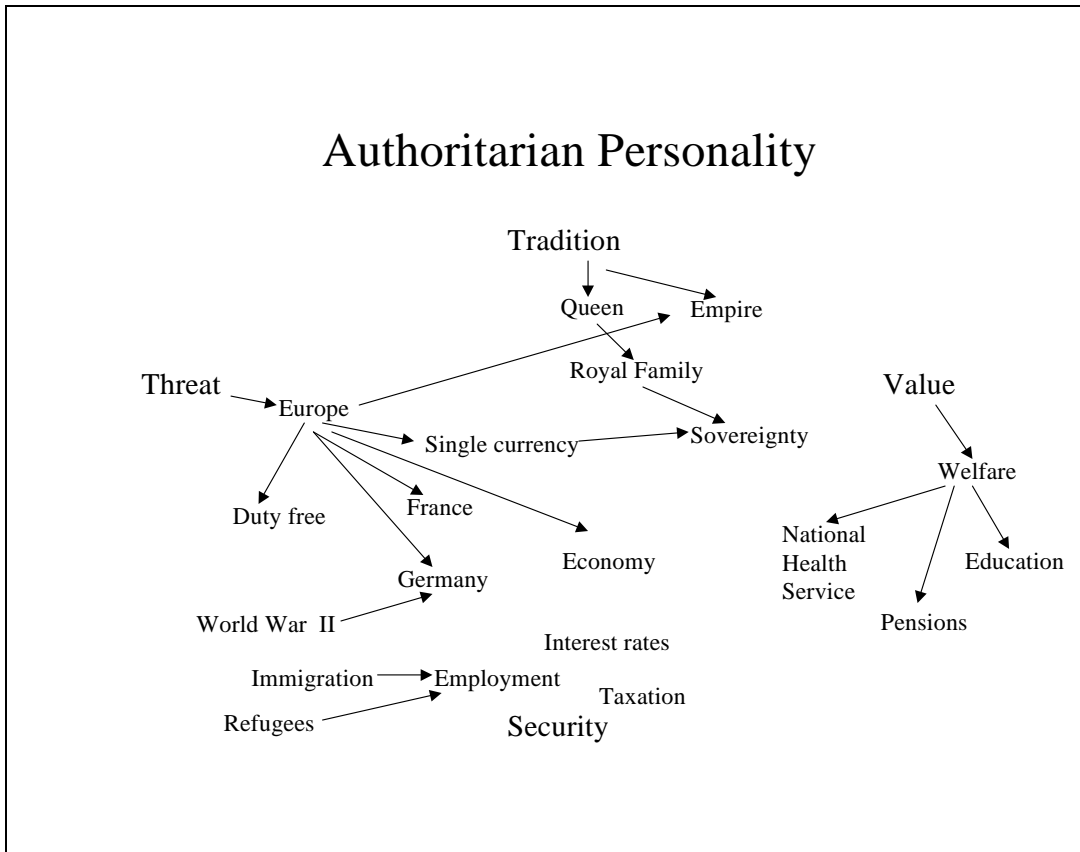 Authoritarian Personality
Tradition
Queen
Empire
Royal Family
Threat
Value
Europe
Single currency
Sovereignty
Welfare
Duty free
France
National
Health
Service
Economy
Education
Germany
World War  II
Pensions
Interest rates
Immigration
Employment
Taxation
Refugees
Security